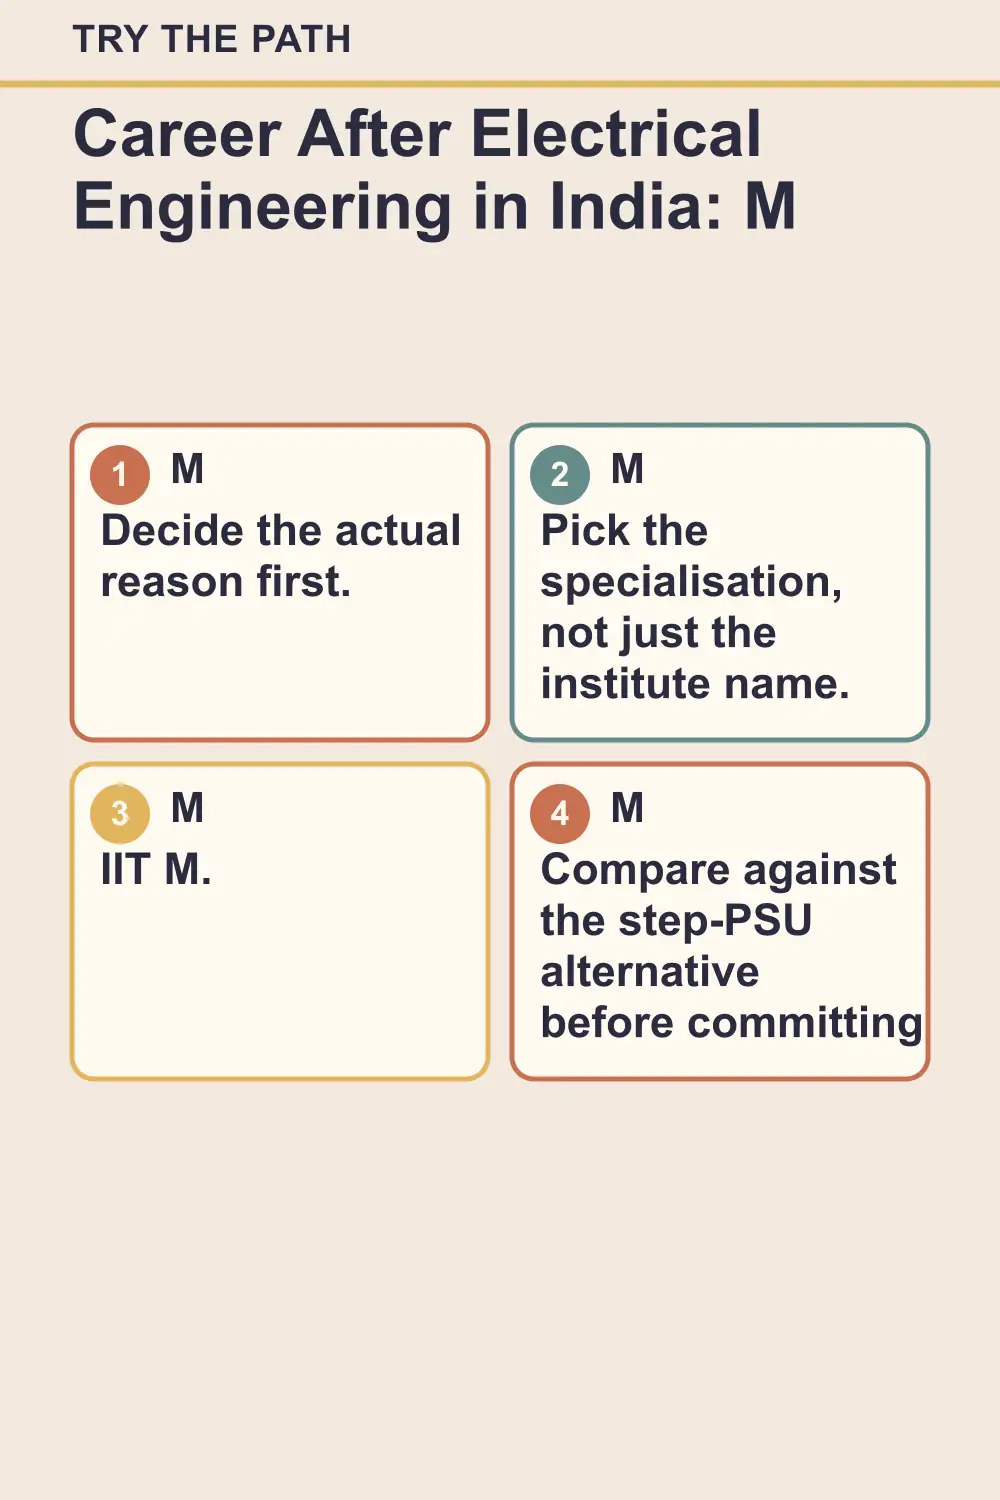 TRY THE PATH
Career After Electrical
Engineering in India: M
1 M
Decide the actual
reason first.
2 M
Pick the
specialisation,
not just the
institute name.
3 M
IIT M.
4 M
Compare against
the step-PSU
alternative
before committing